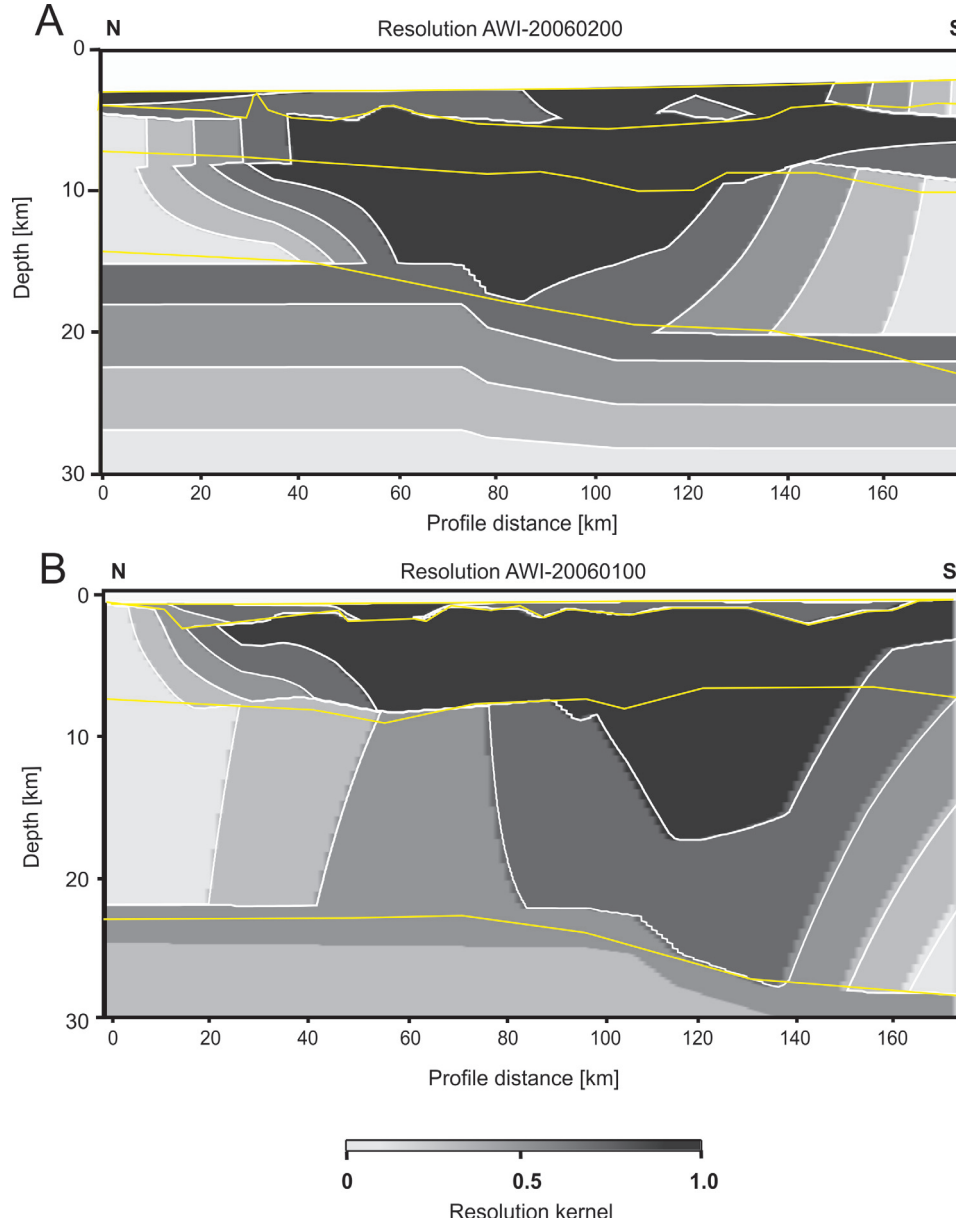 A
N
Resolution AWI-20060200
S
0
10
20
30
Depth [km]
0 20 40 60 80 100 120 140 160
Profile distance [km]
B
N
Resolution AWI-20060100
S
0
10
20
30
Depth [km]
0 20 40 60 80 100 120 140 160
Profile distance [km]
0 0.5 1.0
Resolution kernel